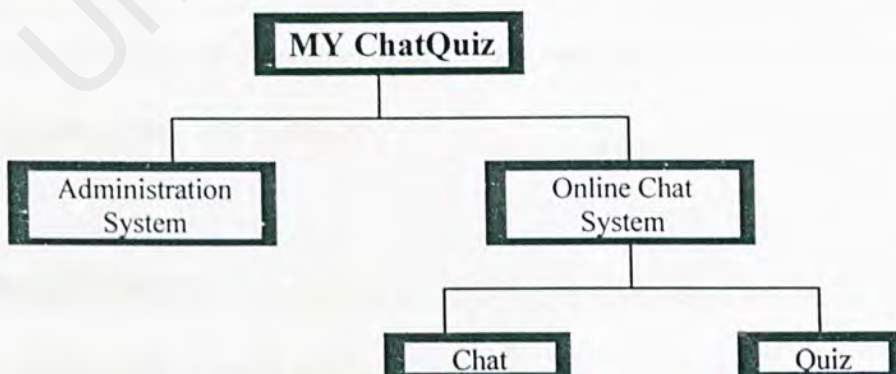 MY ChatQuiz
Administration
System
Online Chat
System
Chat
Quiz